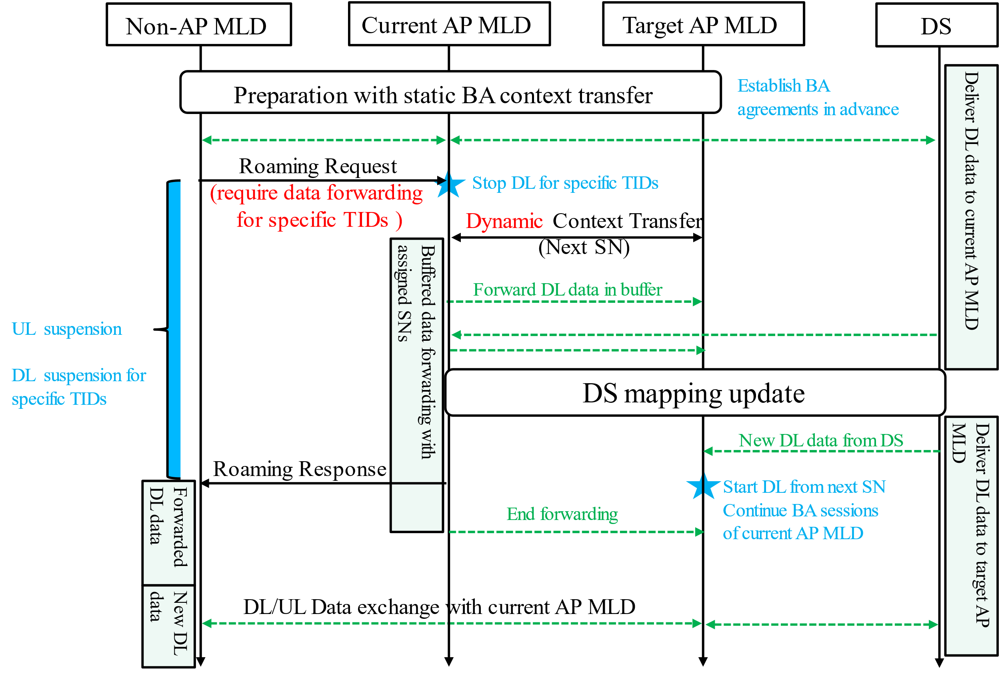 Non-AP MLD
Current AP MLD
Target AP MLD
DS
Preparation with static BA context transfer
Establish BA
agreements in advance
Deliver DL data to current AP MLD
Roaming Request
(require data forwarding
for specific TIDs )
Stop DL for specific TIDs
Dynamic Context Transfer
(Next SN)
Buffered data forwarding with
assigned SNs
Forward DL data in buffer
UL suspension
DL suspension for
specific TIDs
DS mapping update
New DL data from DS
Deliver DL data to target AP
MLD
Roaming Response
Start DL from next SN
Continue BA sessions
of current AP MLD
End forwarding
Forwarded
DL data
New DL
data
DL/UL Data exchange with current AP MLD